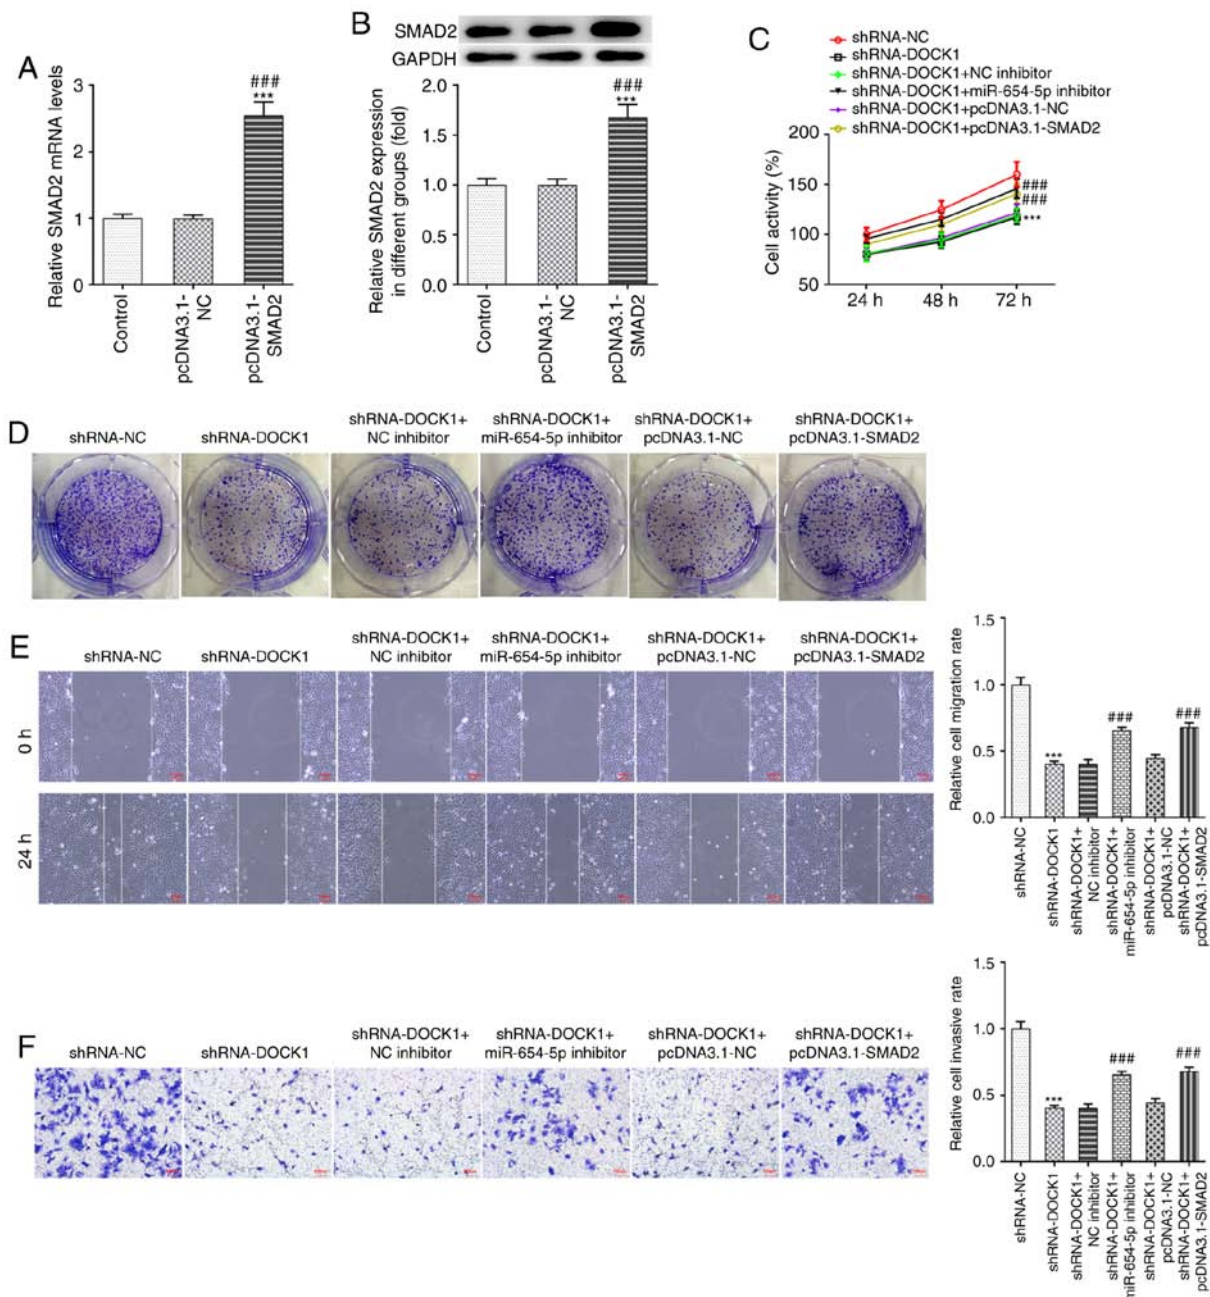 A
Relative SMAD2 mRNA levels
3
2
1
0
###
***
Control
pcDNA3.1-
NC
pcDNA3.1-
SMAD2
B
SMAD2
GAPDH
Relative SMAD2 expression
in different groups (fold)
2.0
1.5
1.0
0.5
0.0
###
***
Control
pcDNA3.1-
NC
pcDNA3.1-
SMAD2
C
shRNA-NC
shRNA-DOCK1
shRNA-DOCK1+NC inhibitor
shRNA-DOCK1+miR-654-5p inhibitor
shRNA-DOCK1+pcDNA3.1-NC
shRNA-DOCK1+pcDNA3.1-SMAD2
Cell activity (%)
200
150
100
50
###
###
***
24 h 48 h 72 h
D
shRNA-NC
shRNA-DOCK1
shRNA-DOCK1+
NC inhibitor
shRNA-DOCK1+
miR-654-5p inhibitor
shRNA-DOCK1+
pcDNA3.1-NC
shRNA-DOCK1+
pcDNA3.1-SMAD2
E
shRNA-NC
shRNA-DOCK1
shRNA-DOCK1+
NC inhibitor
shRNA-DOCK1+
miR-654-5p inhibitor
shRNA-DOCK1+
pcDNA3.1-NC
shRNA-DOCK1+
pcDNA3.1-SMAD2
0 h
24 h
Relative cell migration rate
1.5
1.0
0.5
0.0
***
###
###
shRNA-NC
shRNA-DOCK1
shRNA-DOCK1+
NC inhibitor
shRNA-DOCK1+
miR-654-5p inhibitor
shRNA-DOCK1+
pcDNA3.1-NC
shRNA-DOCK1+
pcDNA3.1-SMAD2
F
shRNA-NC
shRNA-DOCK1
shRNA-DOCK1+
NC inhibitor
shRNA-DOCK1+
miR-654-5p inhibitor
shRNA-DOCK1+
pcDNA3.1-NC
shRNA-DOCK1+
pcDNA3.1-SMAD2
Relative cell invasive rate
1.5
1.0
0.5
0.0
***
###
###
shRNA-NC
shRNA-DOCK1
shRNA-DOCK1+
NC inhibitor
shRNA-DOCK1+
miR-654-5p inhibitor
shRNA-DOCK1+
pcDNA3.1-NC
shRNA-DOCK1+
pcDNA3.1-SMAD2